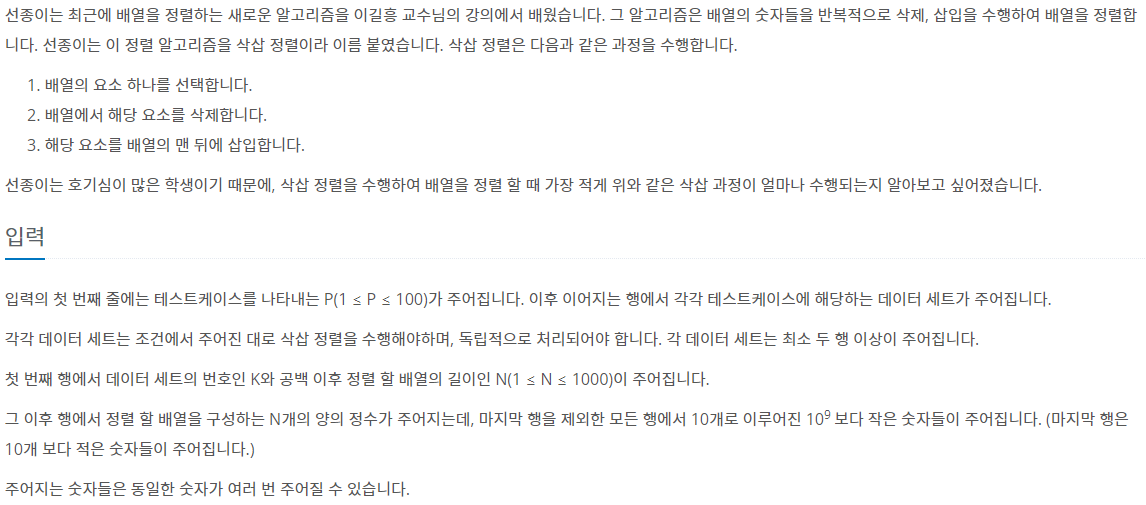 선종이는 최근에 배열을 정렬하는 새로운 알고리즘을 이길흥 교수님의 강의에서 배웠습니다. 그 알고리즘은 배열의 숫자들을 반복적으로 삭제, 삽입을 수행하여 배열을 정렬합
니다. 선종이는 이 정렬 알고리즘을 삭삽 정렬이라 이름 붙였습니다. 삭삽 정렬은 다음과 같은 과정을 수행합니다.
1. 배열의 요소 하나를 선택합니다.
2. 배열에서 해당 요소를 삭제합니다.
3. 해당 요소를 배열의 맨 뒤에 삽입합니다.
선종이는 호기심이 많은 학생이기 때문에, 삭삽 정렬을 수행하여 배열을 정렬 할 때 가장 적게 위와 같은 삭삽 과정이 얼마나 수행되는지 알아보고 싶어졌습니다.
입력
입력의 첫 번째 줄에는 테스트케이스를 나타내는 P(1 ≤ P ≤ 100)가 주어집니다. 이후 이어지는 행에서 각각 테스트케이스에 해당하는 데이터 세트가 주어집니다.
각각 데이터 세트는 조건에서 주어진 대로 삭삽 정렬을 수행해야하며, 독립적으로 처리되어야 합니다. 각 데이터 세트는 최소 두 행 이상이 주어집니다.
첫 번째 행에서 데이터 세트의 번호인 K와 공백 이후 정렬 할 배열의 길이인 N(1 ≤ N ≤ 1000)이 주어집니다.
그 이후 행에서 정렬 할 배열을 구성하는 N개의 양의 정수가 주어지는데, 마지막 행을 제외한 모든 행에서 10개로 이루어진 10⁹ 보다 작은 숫자들이 주어집니다. (마지막 행은
10개 보다 적은 숫자들이 주어집니다.)
주어지는 숫자들은 동일한 숫자가 여러 번 주어질 수 있습니다.